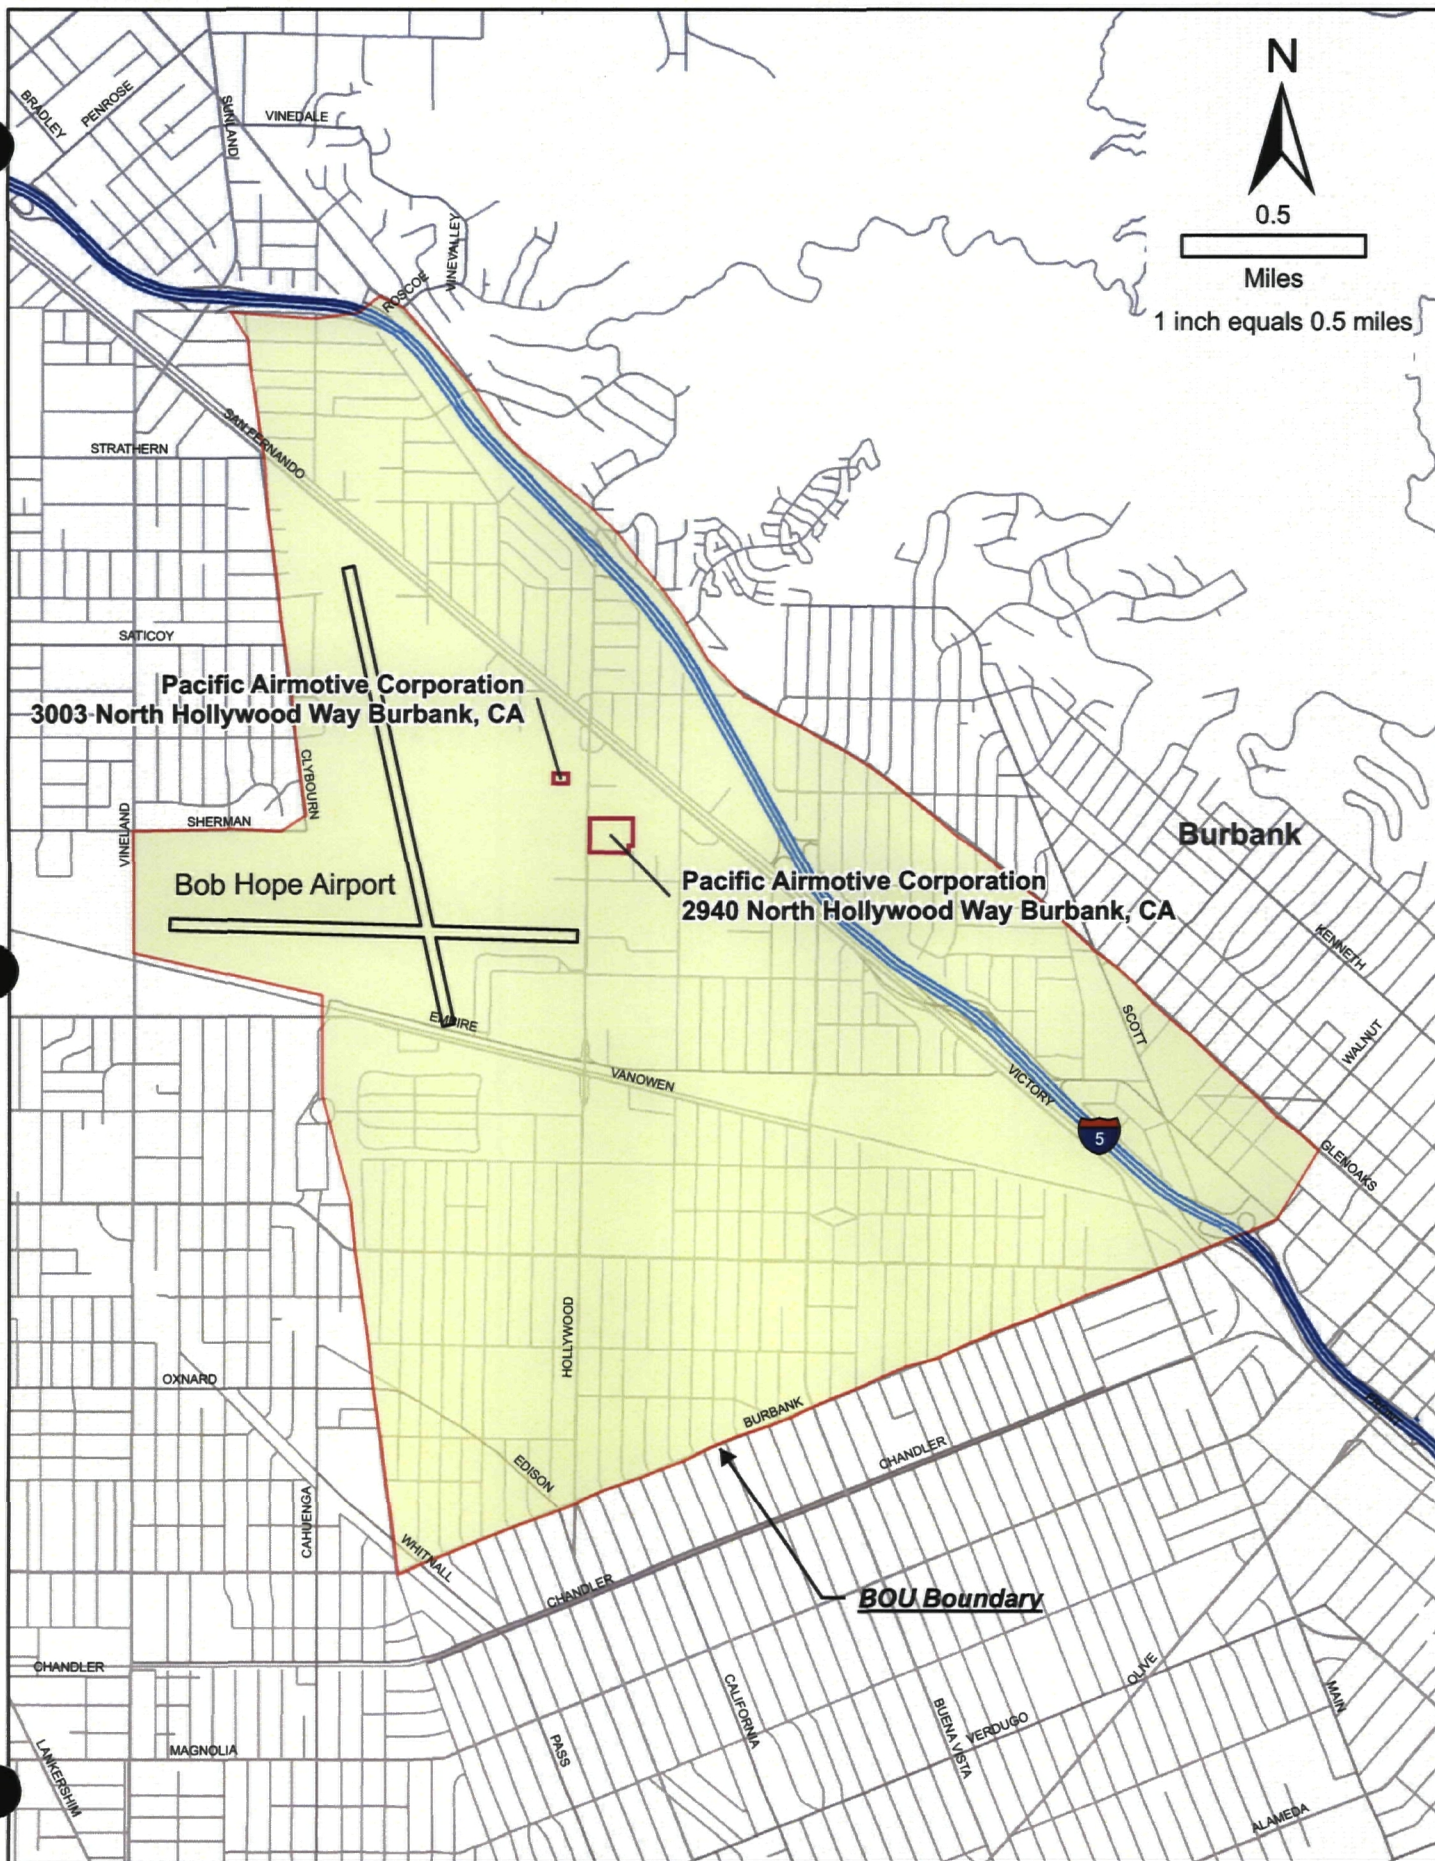 N
0.5
Miles
1 inch equals 0.5 miles
BRADLEY
PENROSE
SUNLAND
VINEDALE
VINEVALLEY
ROSCOE
SAN FERNANDO
STRATHERN
SATICOY
Pacific Airmotive Corporation
3003 North Hollywood Way Burbank, CA
CLYBOURN
VINELAND
SHERMAN
Burbank
Bob Hope Airport
Pacific Airmotive Corporation
2940 North Hollywood Way Burbank, CA
KENNETH
EMPIRE
SCOTT
WALNUT
VANOWEN
VICTORY
5
GLENOAKS
HOLLYWOOD
OXNARD
FRONT
BURBANK
CHANDLER
EDISON
CAHUENGA
WHITNALL
CHANDLER
BOU Boundary
CHANDLER
CALIFORNIA
OLIVE
MAIN
BUENA VISTA
VERDUGO
PASS
MAGNOLIA
LANKERSHIM
ALAMEDA